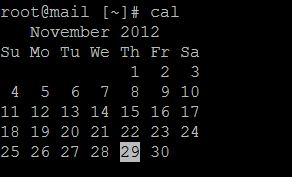 root@mail [~]# cal
November 2012
Su Mo Tu We Th Fr Sa
1 2 3
4 5 6 7 8 9 10
11 12 13 14 15 16 17
18 19 20 21 22 23 24
25 26 27 28 29 30